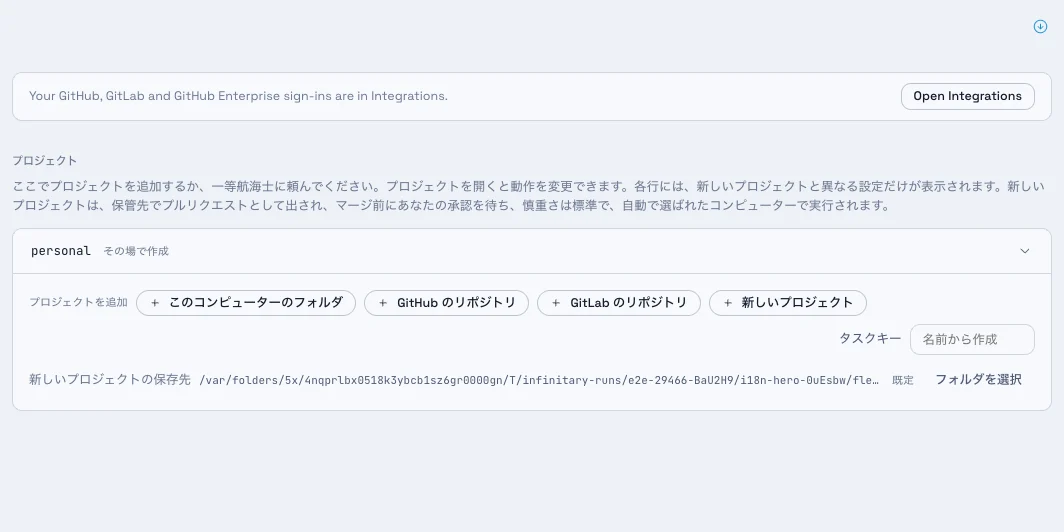 Your GitHub, GitLab and GitHub Enterprise sign-ins are in Integrations.
Open Integrations
プロジェクト
ここでプロジェクトを追加するか、一等航海士に頼んでください。プロジェクトを開くと動作を変更できます。各行には、新しいプロジェクトと異なる設定だけが表示されます。新しい
プロジェクトは、保管先でプルリクエストとして出され、マージ前にあなたの承認を待ち、慎重さは標準で、自動で選ばれたコンピューターで実行されます。
personal その場で作成
プロジェクトを追加 + このコンピューターのフォルダ + GitHub のリポジトリ + GitLab のリポジトリ + 新しいプロジェクト
タスクキー 名前から作成
新しいプロジェクトの保存先 /var/folders/5x/4nqprlbx0518k3ybcb1sz6gr0000gn/T/infinitary-runs/e2e-29466-BaU2H9/i18n-hero-0uEsbw/fle… 既定 フォルダを選択